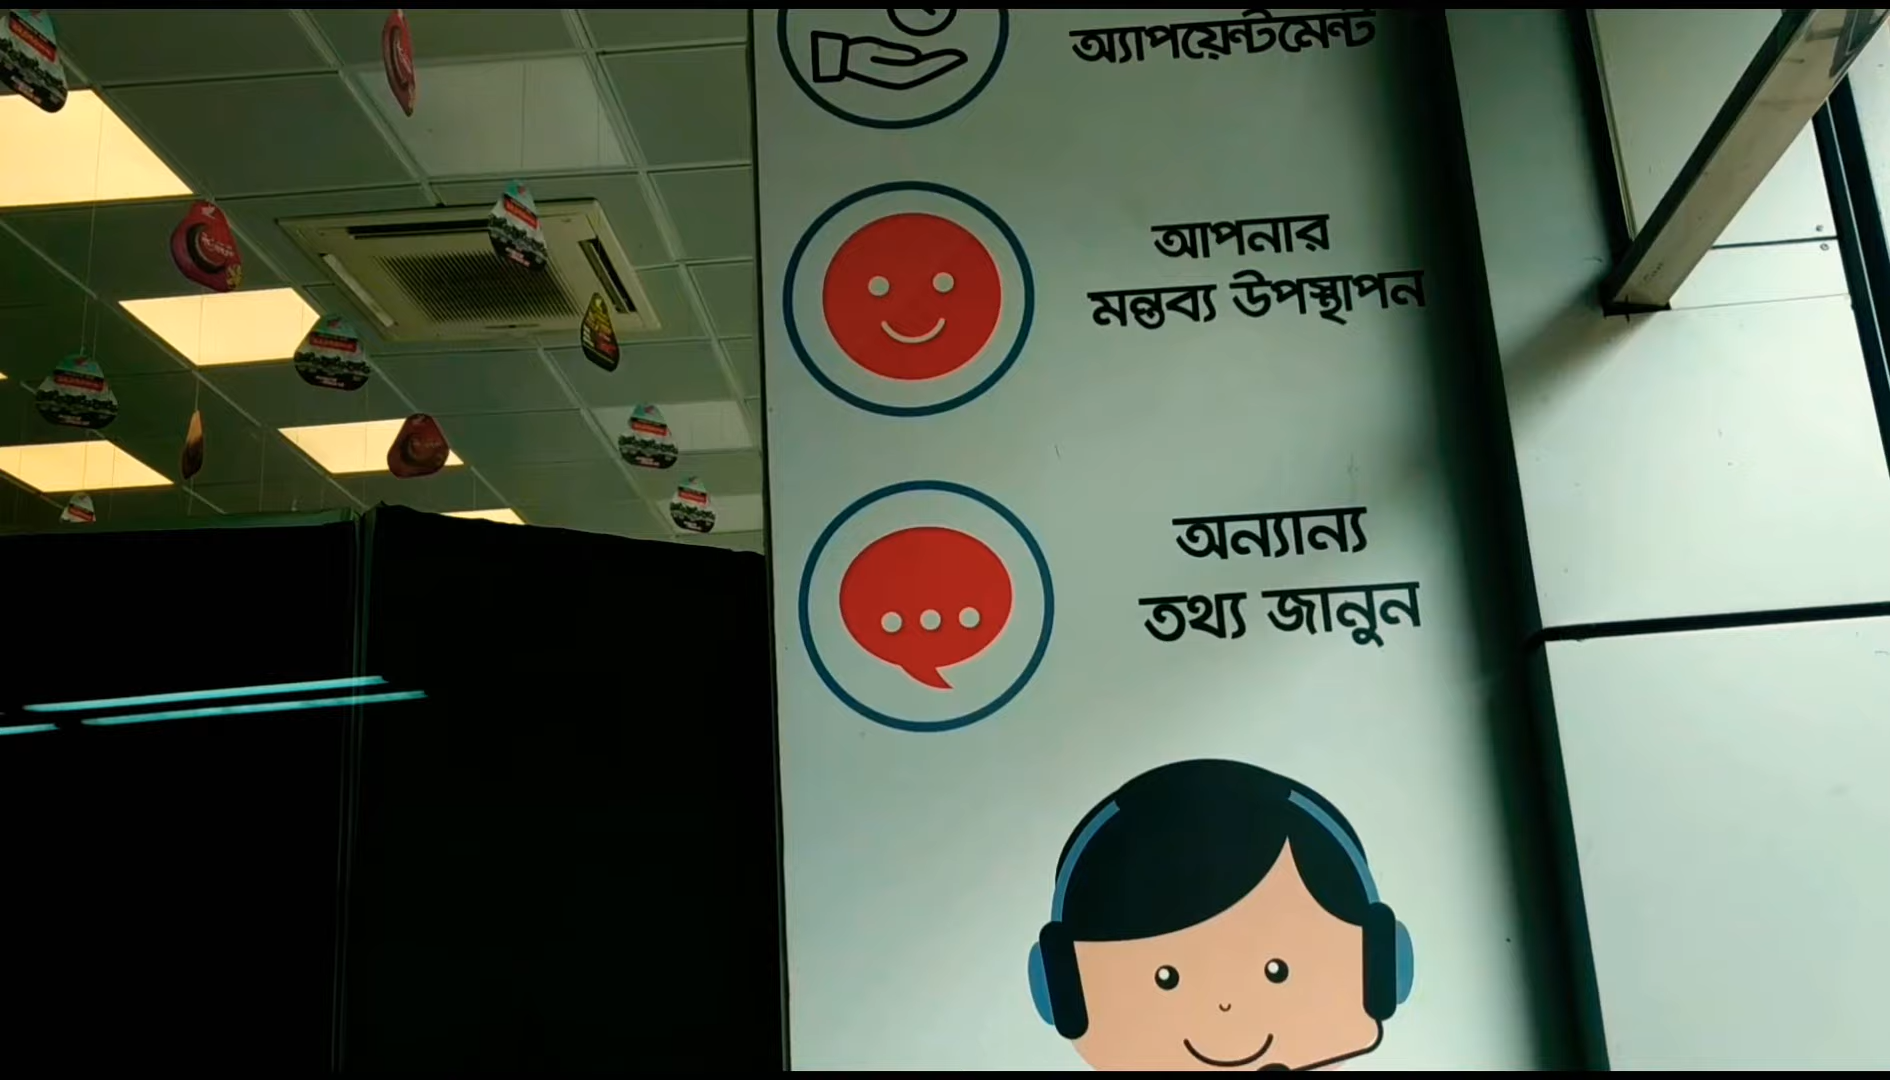 অ্যাপয়েন্টমেন্ট
আপনার
মন্তব্য উপস্থাপন
অন্যান্য
তথ্য জানুন